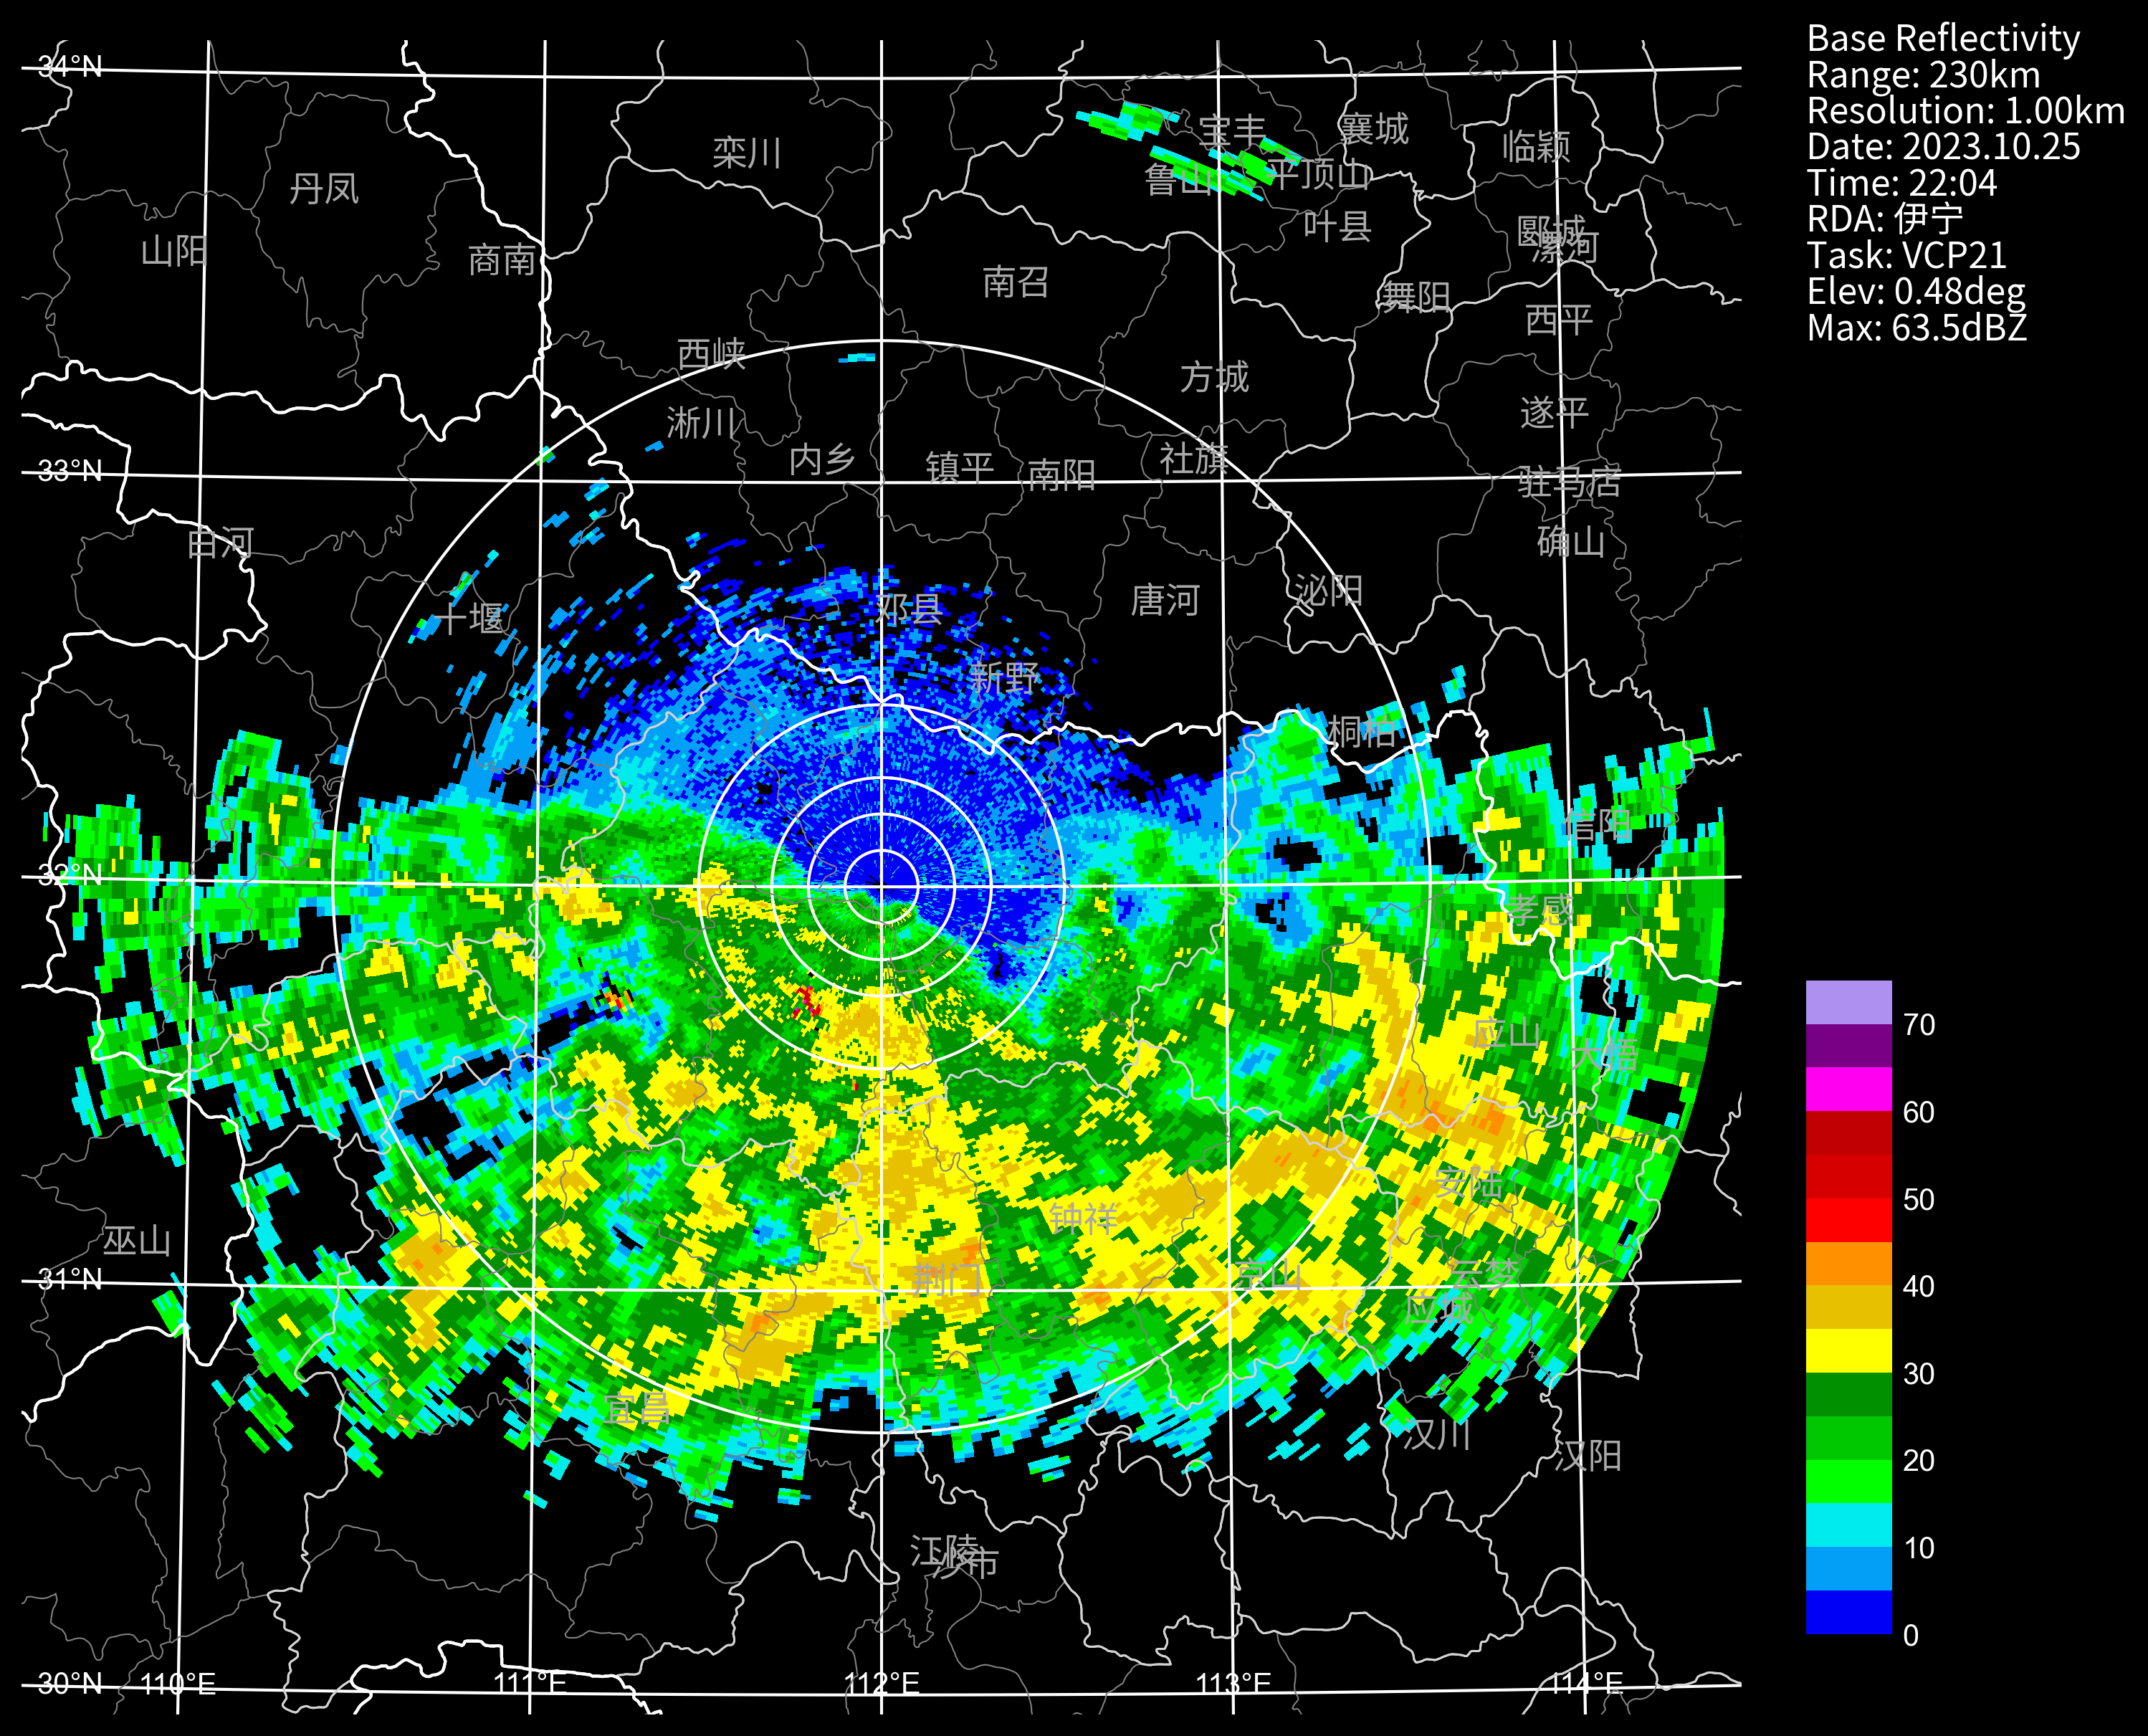 Base Reflectivity
Range: 230km
Resolution: 1.00km
Date: 2023.10.25
Time: 22:04
RDA: 伊宁
Task: VCP21
Elev: 0.48deg
Max: 63.5dBZ
34°N
宝丰
襄城
临颍
栾川
丹凤
鲁山
平顶山
叶县
郾城
漯河
山阳
商南
南召
舞阳
西平
西峡
方城
淅川
遂平
内乡
镇平
南阳
社旗
33°N
驻马店
白河
确山
十堰
邓县
唐河
泌阳
新野
桐柏
信阳
32°N
孝感
应山
大悟
安陆
钟祥
巫山
31°N
荆门
京山
云梦
应城
宜昌
汉川
汉阳
江陵
沙市
30°N
110°E
111°E
112°E
113°E
114°E
70
60
50
40
30
20
10
0